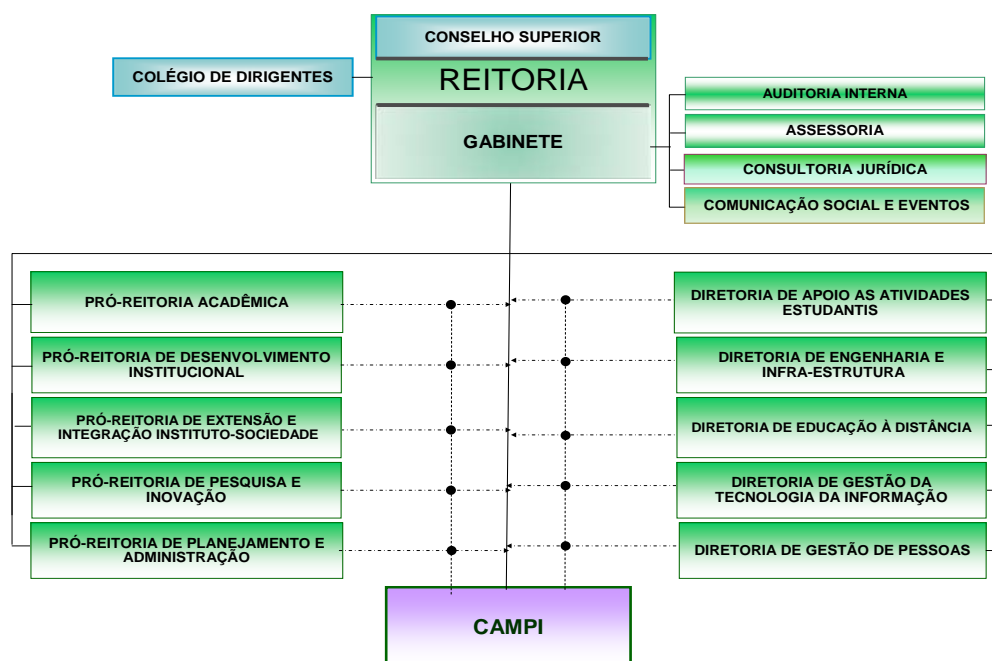 CONSELHO SUPERIOR
COLÉGIO DE DIRIGENTES
REITORIA
GABINETE
AUDITORIA INTERNA
ASSESSORIA
CONSULTORIA JURÍDICA
COMUNICAÇÃO SOCIAL E EVENTOS
PRÓ-REITORIA ACADÊMICA
PRÓ-REITORIA DE DESENVOLVIMENTO
INSTITUCIONAL
PRÓ-REITORIA DE EXTENSÃO E
INTEGRAÇÃO INSTITUTO-SOCIEDADE
PRÓ-REITORIA DE PESQUISA E
INOVAÇÃO
PRÓ-REITORIA DE PLANEJAMENTO E
ADMINISTRAÇÃO
DIRETORIA DE APOIO AS ATIVIDADES
ESTUDANTIS
DIRETORIA DE ENGENHARIA E
INFRA-ESTRUTURA
DIRETORIA DE EDUCAÇÃO À DISTÂNCIA
DIRETORIA DE GESTÃO DA
TECNOLOGIA DA INFORMAÇÃO
DIRETORIA DE GESTÃO DE PESSOAS
CAMPI